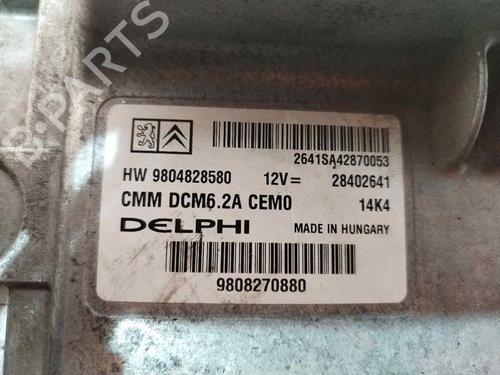 B-PARTS
2641SA42870053
HW 9804828580 12V= 28402641
CMM DCM6.2A CEM0 14K4
DELPHI MADE IN HUNGARY
9808270880